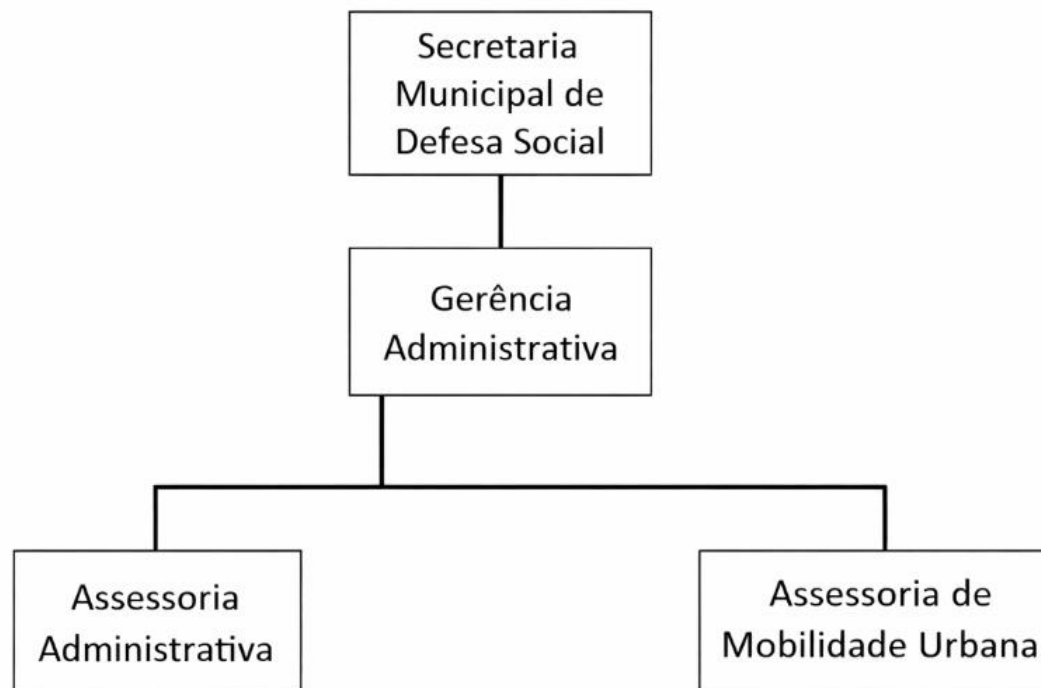 Secretaria
Municipal de
Defesa Social
Gerência
Administrativa
Assessoria
Administrativa
Assessoria de
Mobilidade Urbana